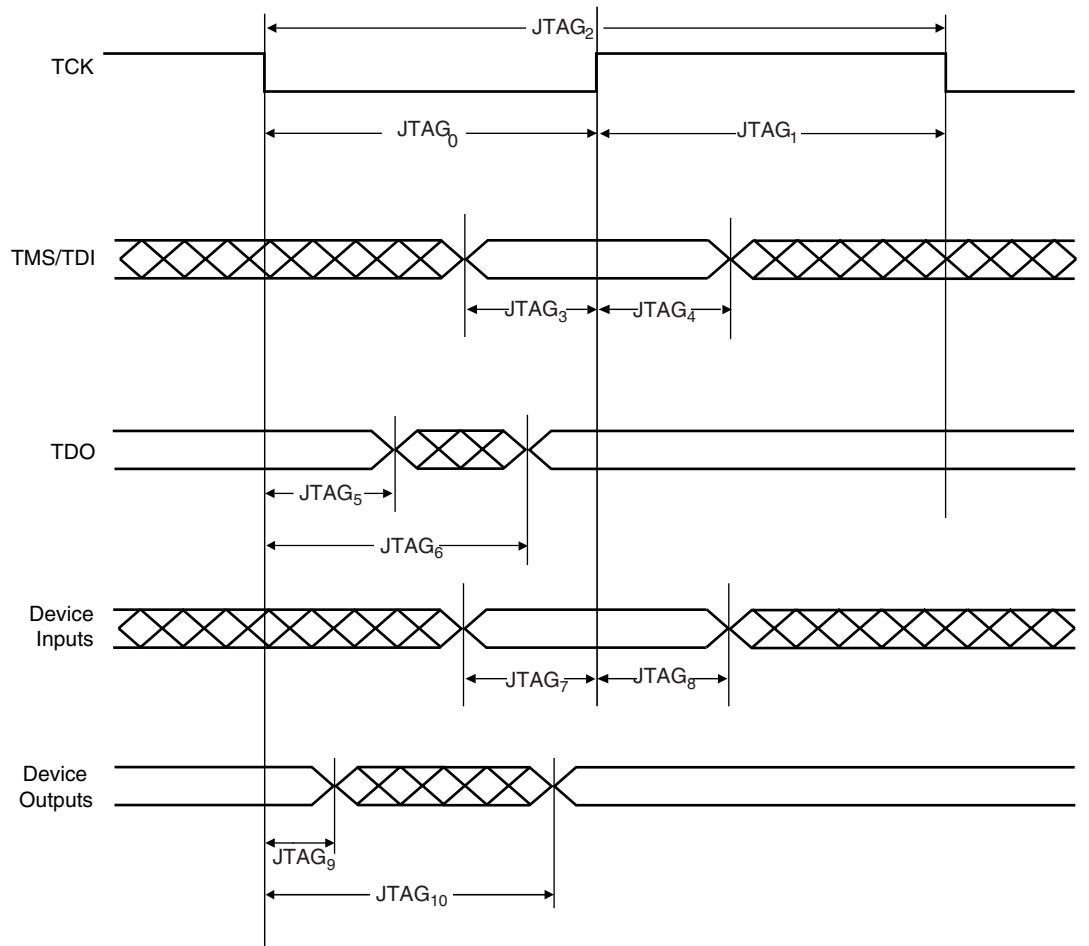 JTAG₂
TCK
JTAG₀
JTAG₁
TMS/TDI
JTAG₃
JTAG₄
TDO
JTAG₅
JTAG₆
Device
Inputs
JTAG₇
JTAG₈
Device
Outputs
JTAG₉
JTAG₁₀